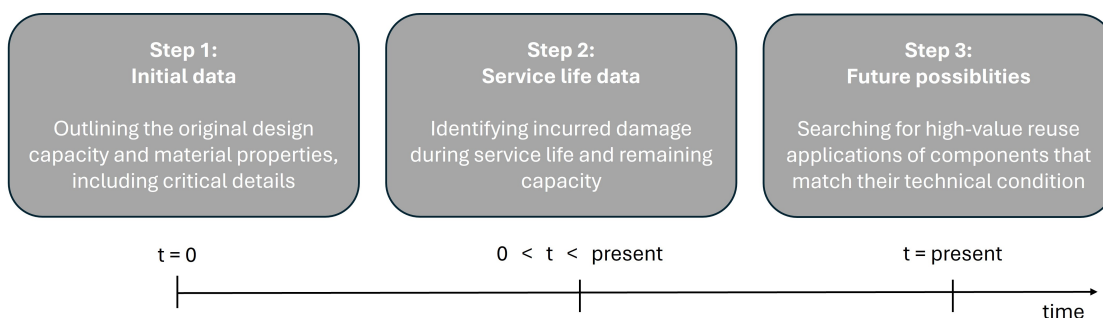 Step 1:
Initial data
Outlining the original design
capacity and material properties,
including critical details
Step 2:
Service life data
Identifying incurred damage
during service life and remaining
capacity
Step 3:
Future possiblities
Searching for high-value reuse
applications of components that
match their technical condition
t = 0
0 < t < present
t = present
time